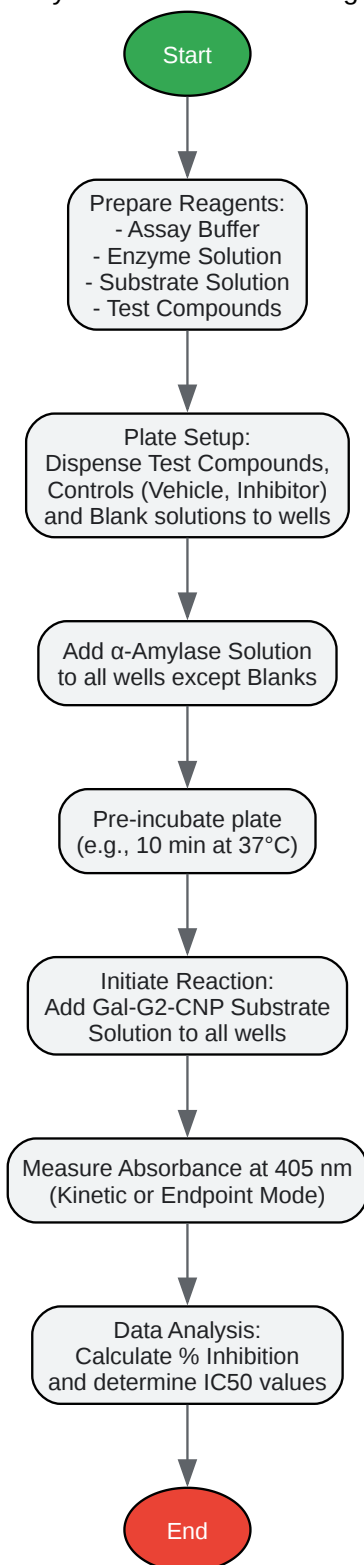 Start
Prepare Reagents:
- Assay Buffer
- Enzyme Solution
- Substrate Solution
- Test Compounds
Plate Setup:
Dispense Test Compounds,
Controls (Vehicle, Inhibitor)
and Blank solutions to wells
Add α-Amylase Solution
to all wells except Blanks
Pre-incubate plate
(e.g., 10 min at 37°C)
Initiate Reaction:
Add Gal-G2-CNP Substrate
Solution to all wells
Measure Absorbance at 405 nm
(Kinetic or Endpoint Mode)
Data Analysis:
Calculate % Inhibition
and determine IC50 values
End